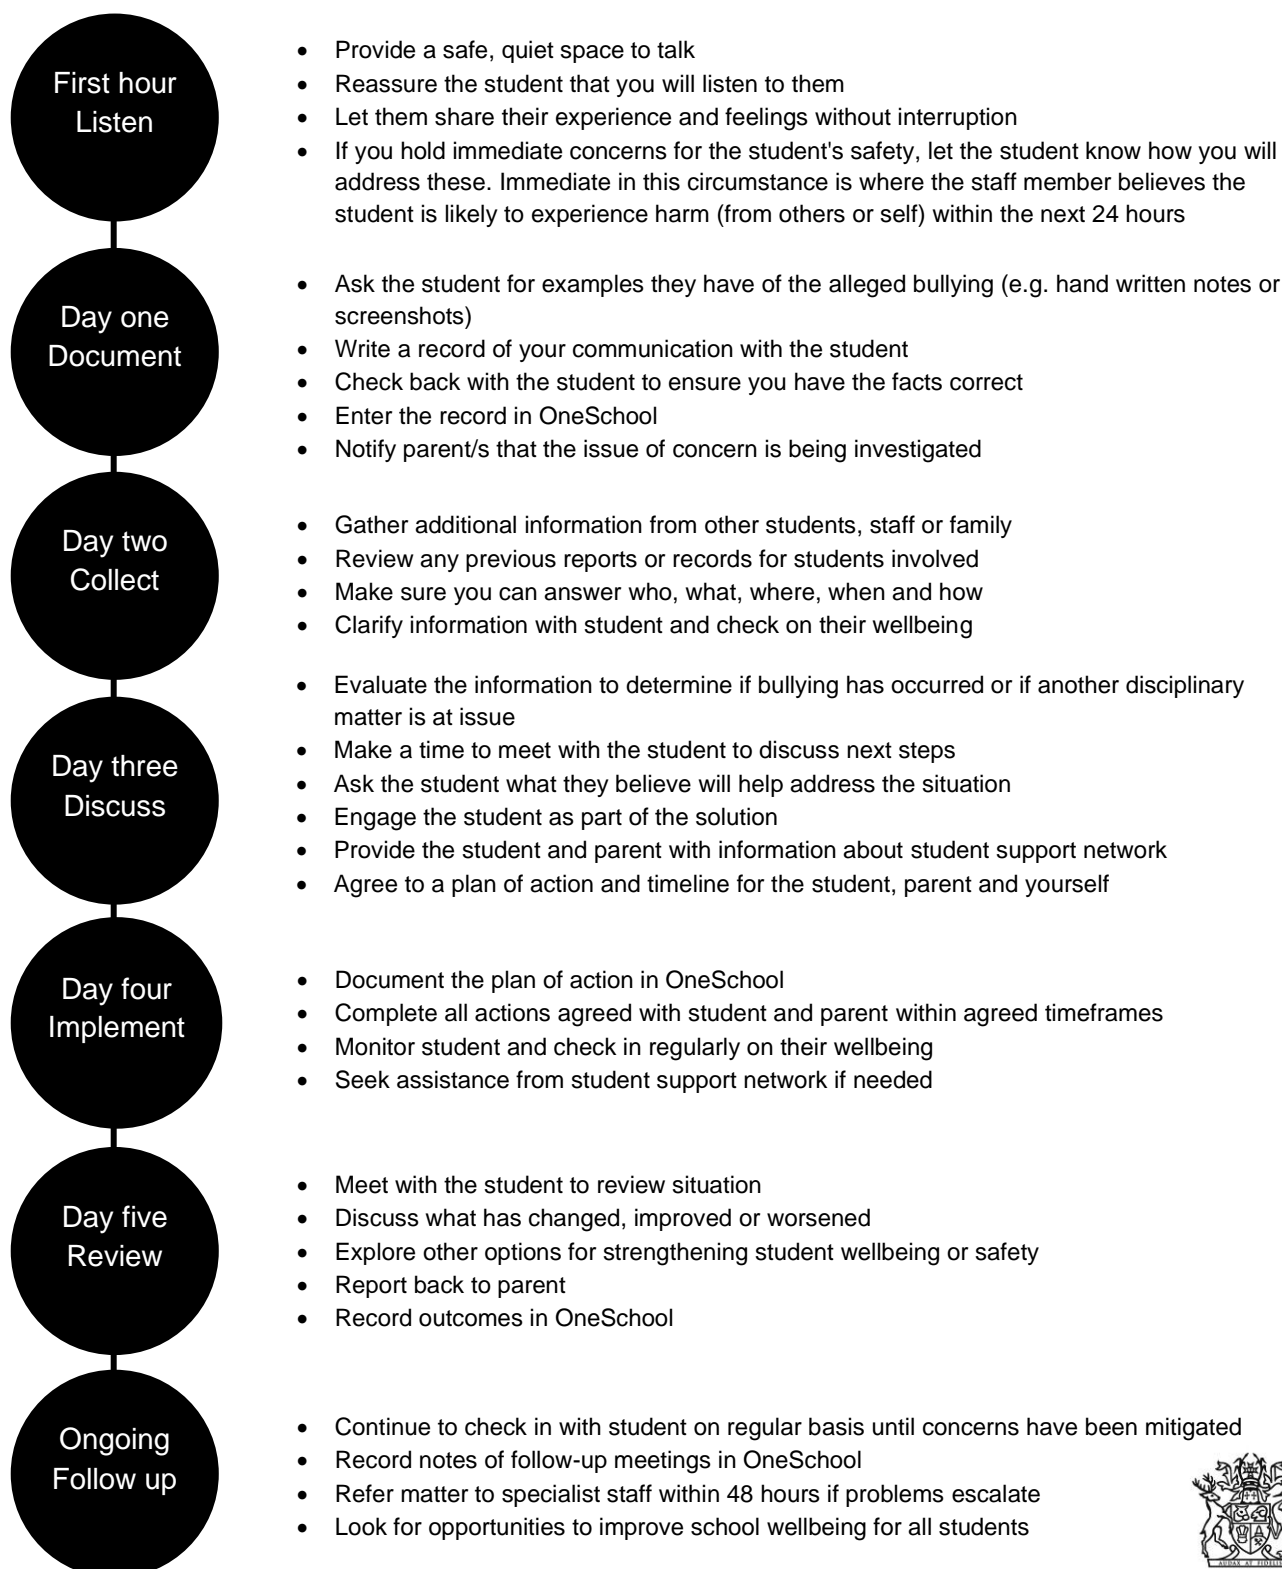 First hour
Listen
• Provide a safe, quiet space to talk
• Reassure the student that you will listen to them
• Let them share their experience and feelings without interruption
• If you hold immediate concerns for the student's safety, let the student know how you will
address these. Immediate in this circumstance is where the staff member believes the
student is likely to experience harm (from others or self) within the next 24 hours
Day one
Document
• Ask the student for examples they have of the alleged bullying (e.g. hand written notes or
screenshots)
• Write a record of your communication with the student
• Check back with the student to ensure you have the facts correct
• Enter the record in OneSchool
• Notify parent/s that the issue of concern is being investigated
Day two
Collect
• Gather additional information from other students, staff or family
• Review any previous reports or records for students involved
• Make sure you can answer who, what, where, when and how
• Clarify information with student and check on their wellbeing
Day three
Discuss
• Evaluate the information to determine if bullying has occurred or if another disciplinary
matter is at issue
• Make a time to meet with the student to discuss next steps
• Ask the student what they believe will help address the situation
• Engage the student as part of the solution
• Provide the student and parent with information about student support network
• Agree to a plan of action and timeline for the student, parent and yourself
Day four
Implement
• Document the plan of action in OneSchool
• Complete all actions agreed with student and parent within agreed timeframes
• Monitor student and check in regularly on their wellbeing
• Seek assistance from student support network if needed
Day five
Review
• Meet with the student to review situation
• Discuss what has changed, improved or worsened
• Explore other options for strengthening student wellbeing or safety
• Report back to parent
• Record outcomes in OneSchool
Ongoing
Follow up
• Continue to check in with student on regular basis until concerns have been mitigated
• Record notes of follow-up meetings in OneSchool
• Refer matter to specialist staff within 48 hours if problems escalate
• Look for opportunities to improve school wellbeing for all students
AUDAX AT